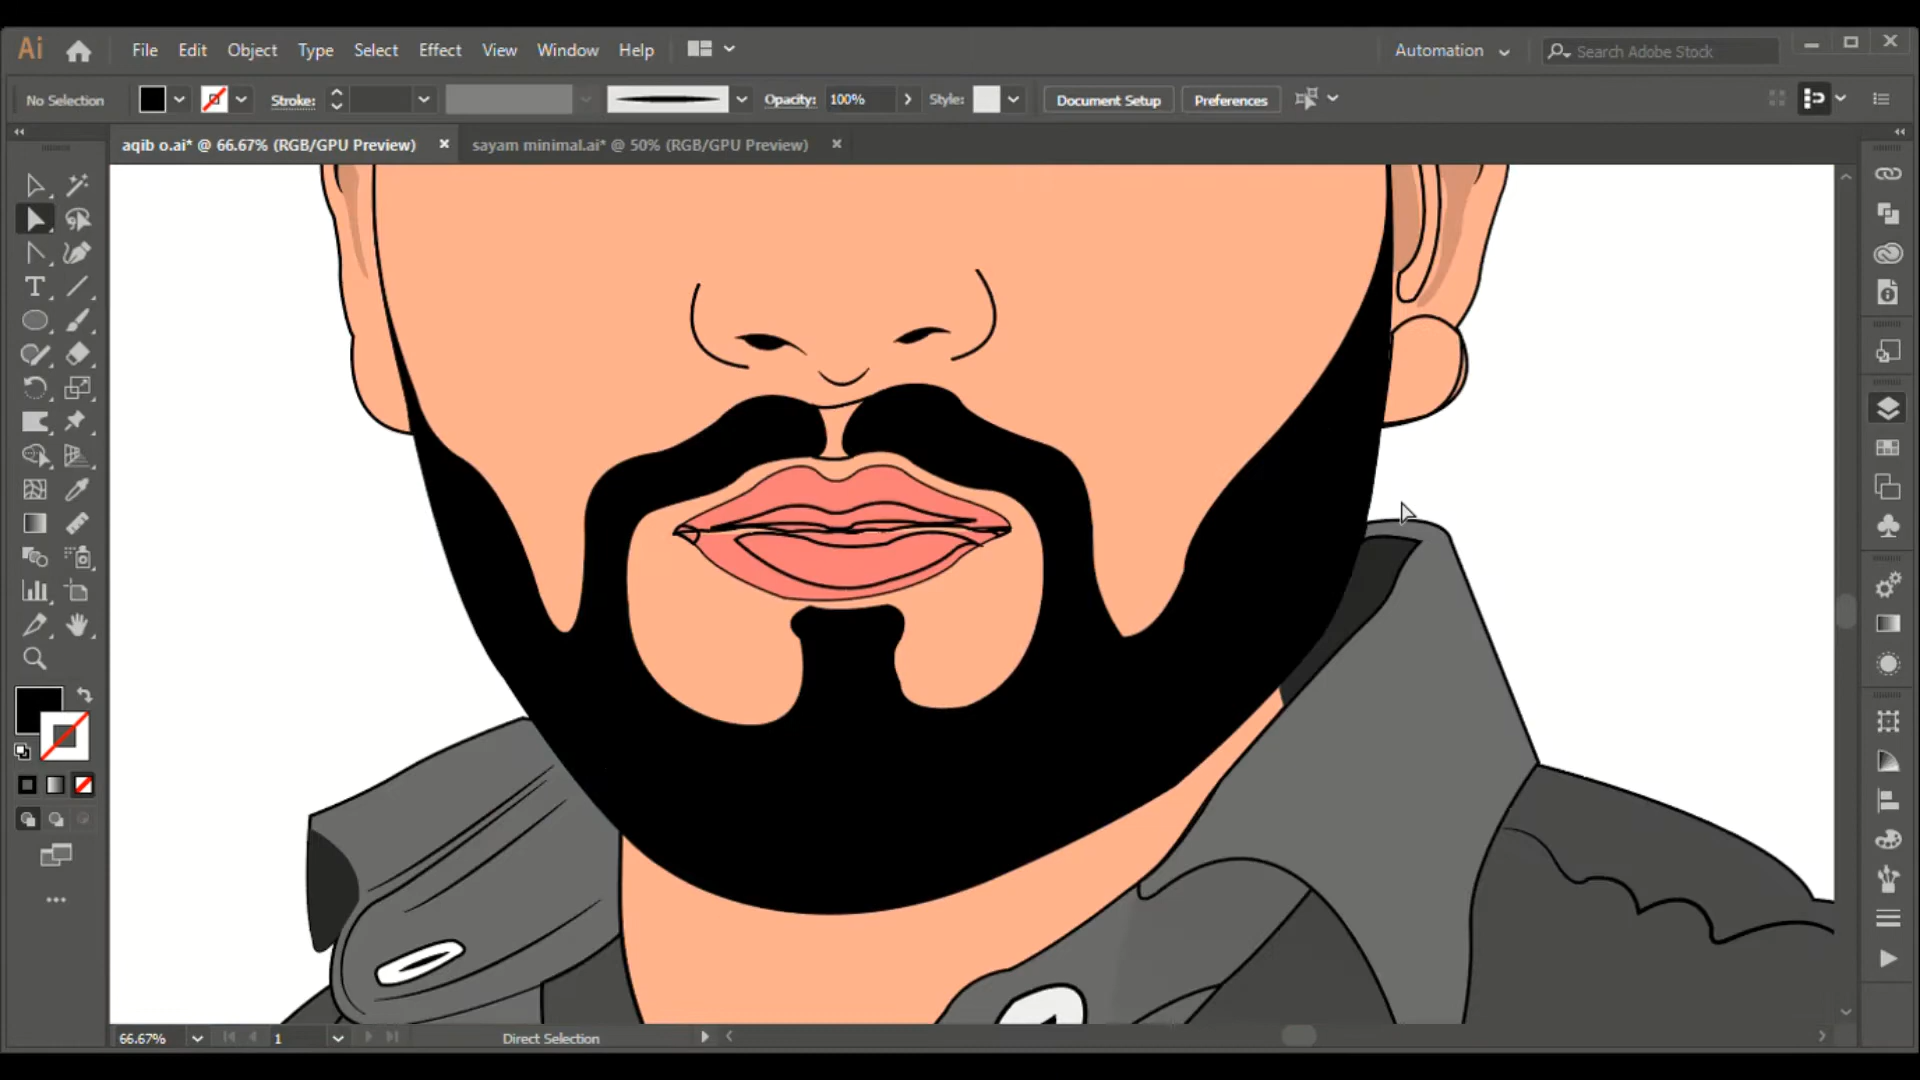 Ai File Edit Object Type Select Effect View Window Help Automation Search Adobe Stock
No Selection Stroke: Opacity: 100% Style: Document Setup Preferences
aqib o.ai* @ 66.67% (RGB/GPU Preview) sayam minimal.ai* @ 50% (RGB/GPU Preview)
66.67% 1 Direct Selection